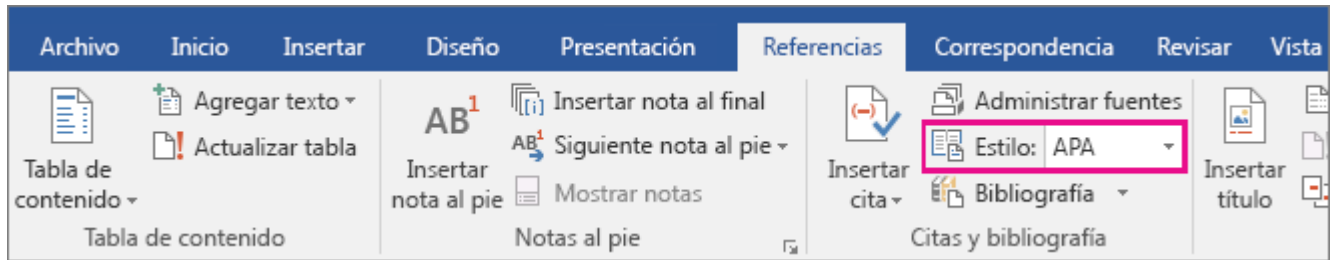 Archivo Inicio Insertar Diseño Presentación Referencias Correspondencia Revisar Vista
Tabla de
contenido
Agregar texto
Actualizar tabla
Tabla de contenido
AB1
Insertar
nota al pie
[i] Insertar nota al final
AB1 Siguiente nota al pie
Mostrar notas
Notas al pie
(-)
Insertar
cita
Administrar fuentes
Estilo: APA
Bibliografía
Citas y bibliografía
Insertar
título